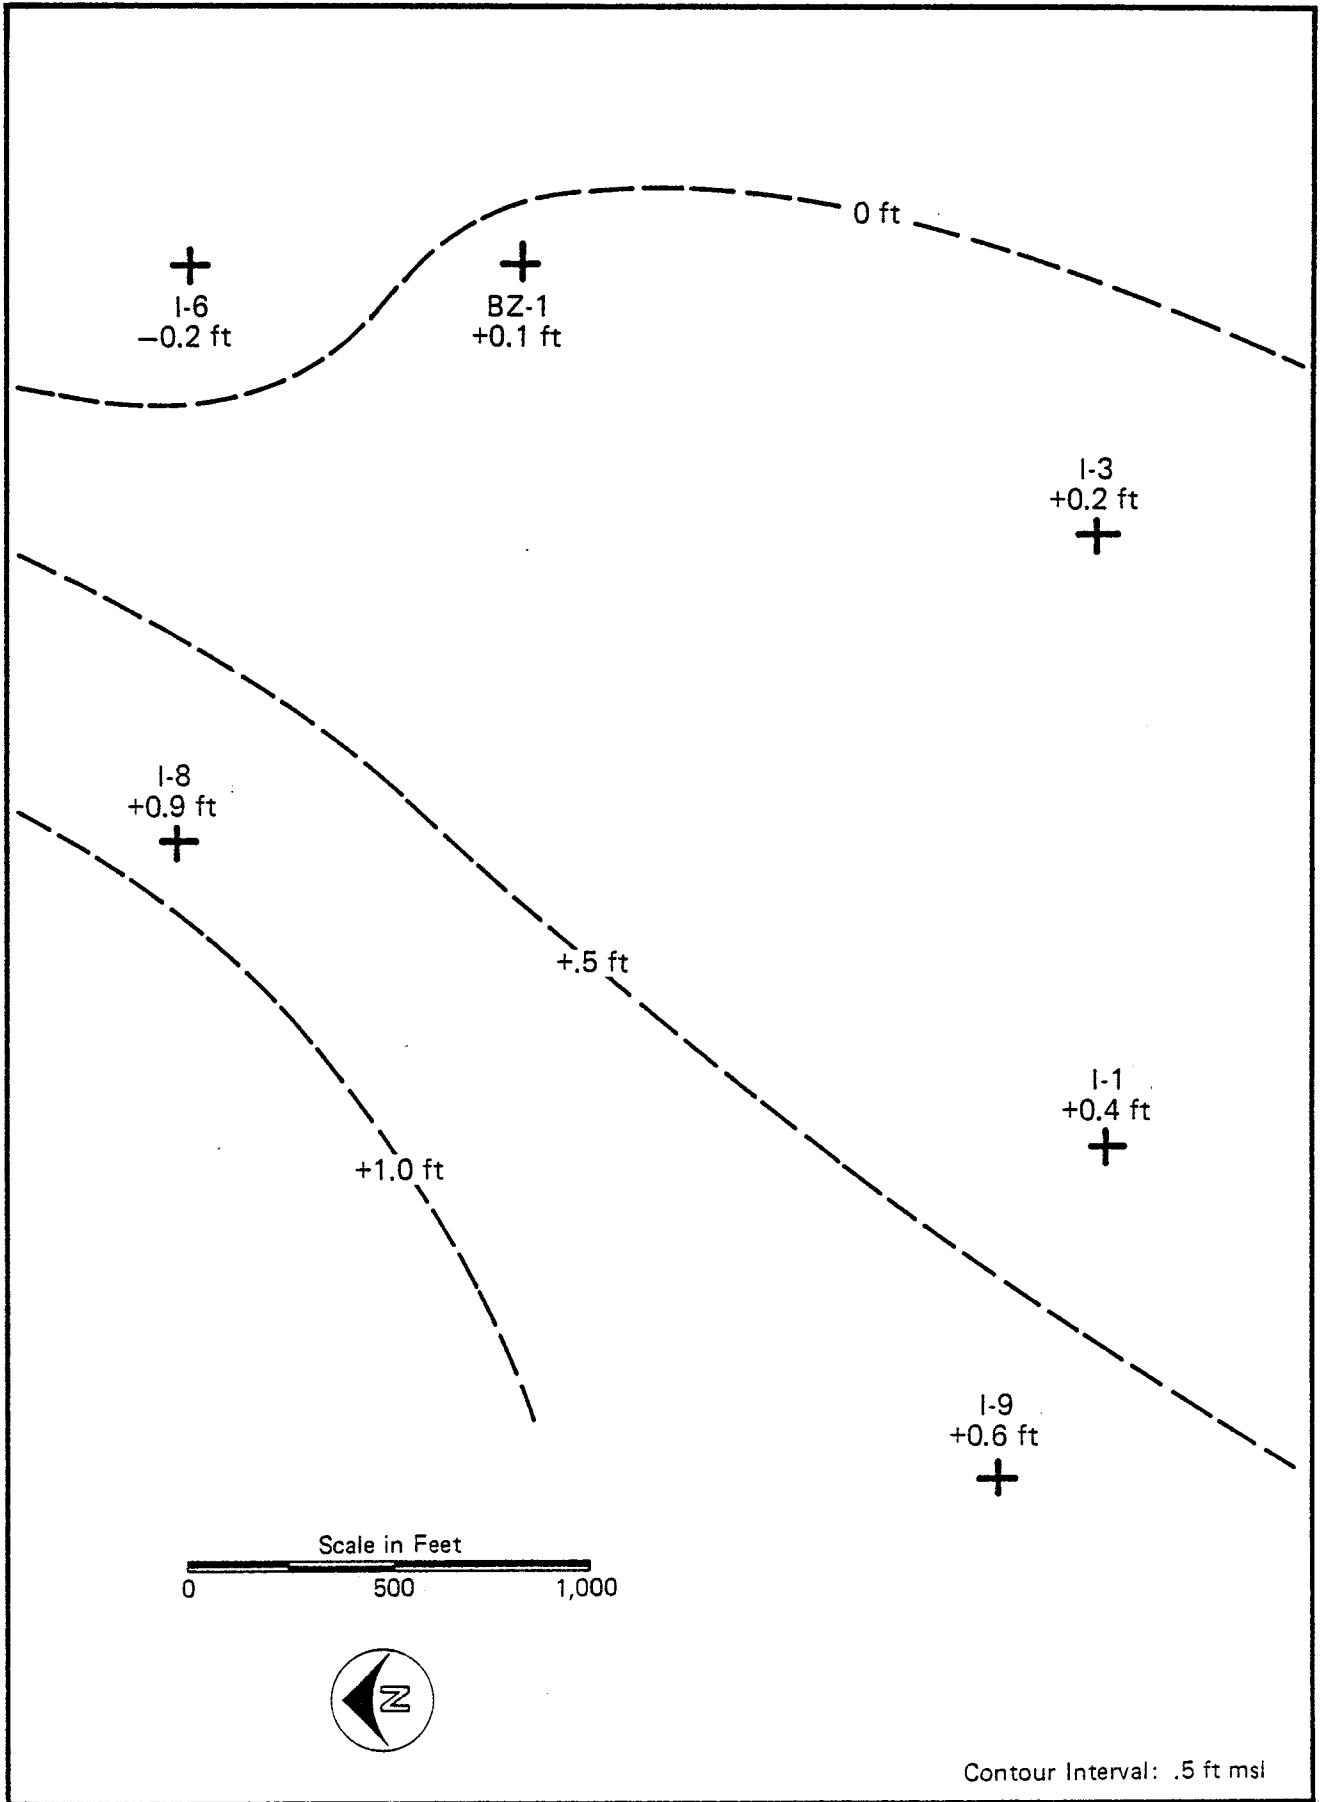 0 ft
I-6
−0.2 ft
BZ-1
+0.1 ft
I-3
+0.2 ft
I-8
+0.9 ft
+.5 ft
I-1
+0.4 ft
+1.0 ft
I-9
+0.6 ft
Scale in Feet
0 500 1,000
N
Contour Interval: .5 ft msl